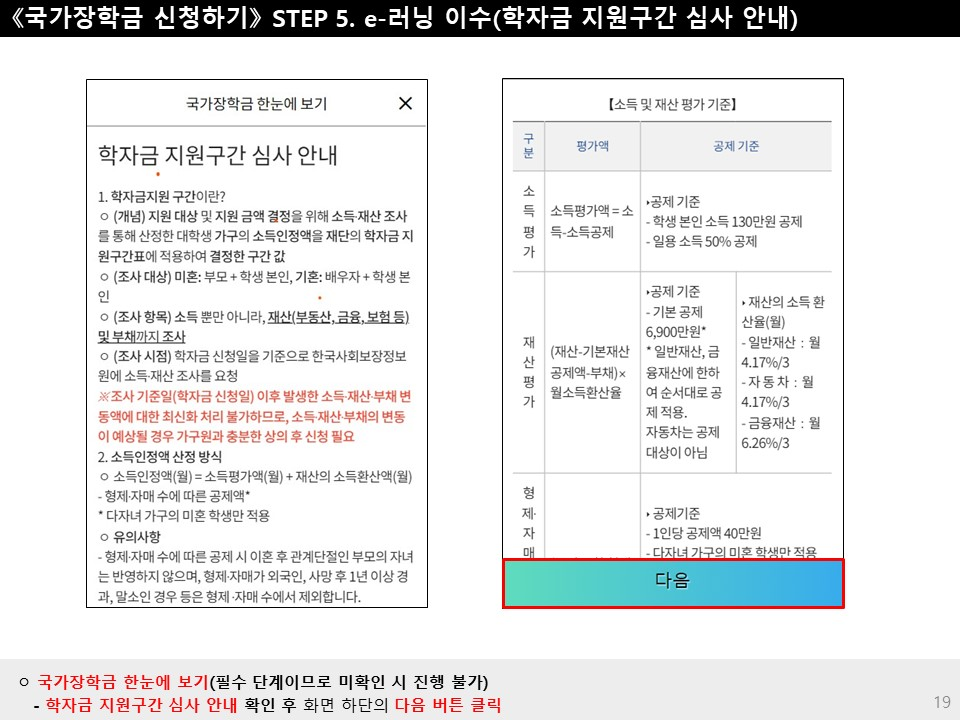 《국가장학금 신청하기》 STEP 5. e-러닝 이수(학자금 지원구간 심사 안내)
국가장학금 한눈에 보기 ×
학자금 지원구간 심사 안내
1. 학자금지원 구간이란?
ㅇ (개념) 지원 대상 및 지원 금액 결정을 위해 소득·재산 조사
를 통해 산정한 대학생 가구의 소득인정액을 재단의 학자금 지
원구간표에 적용하여 결정한 구간 값
ㅇ (조사 대상) 미혼: 부모 + 학생 본인, 기혼: 배우자 + 학생 본
인
ㅇ (조사 항목) 소득 뿐만 아니라, 재산(부동산, 금융, 보험 등)
및 부채까지 조사
ㅇ (조사 시점) 학자금 신청일을 기준으로 한국사회보장정보
원에 소득·재산 조사를 요청
※조사 기준일(학자금 신청일) 이후 발생한 소득·재산·부채 변
동액에 대한 최신화 처리 불가하므로, 소득·재산·부채의 변동
이 예상될 경우 가구원과 충분한 상의 후 신청 필요
2. 소득인정액 산정 방식
ㅇ 소득인정액(월) = 소득평가액(월) + 재산의 소득환산액(월)
- 형제·자매 수에 따른 공제액*
* 다자녀 가구의 미혼 학생만 적용
ㅇ 유의사항
- 형제·자매 수에 따른 공제 시 이혼 후 관계단절인 부모의 자녀
는 반영하지 않으며, 형제·자매가 외국인, 사망 후 1년 이상 경
과, 말소인 경우 등은 형제·자매 수에서 제외합니다.
【소득 및 재산 평가 기준】
구
분
평가액
공제 기준
소
득
평
가
소득평가액 = 소
득-소득공제
▸공제 기준
- 학생 본인 소득 130만원 공제
- 일용 소득 50% 공제
재
산
평
가
(재산-기본재산
공제액-부채)×
월소득환산율
▸공제 기준
- 기본 공제
6,900만원*
* 일반재산, 금
융재산에 한하
여 순서대로 공
제 적용.
자동차는 공제
대상이 아님
▸재산의 소득 환
산율(월)
- 일반재산 : 월
4.17%/3
- 자 동 차 : 월
4.17%/3
- 금융재산 : 월
6.26%/3
형
제·
자
매
▸공제기준
- 1인당 공제액 40만원
- 다자녀 가구의 미혼 학생만 적용
다음
ㅇ 국가장학금 한눈에 보기(필수 단계이므로 미확인 시 진행 불가)
- 학자금 지원구간 심사 안내 확인 후 화면 하단의 다음 버튼 클릭
19